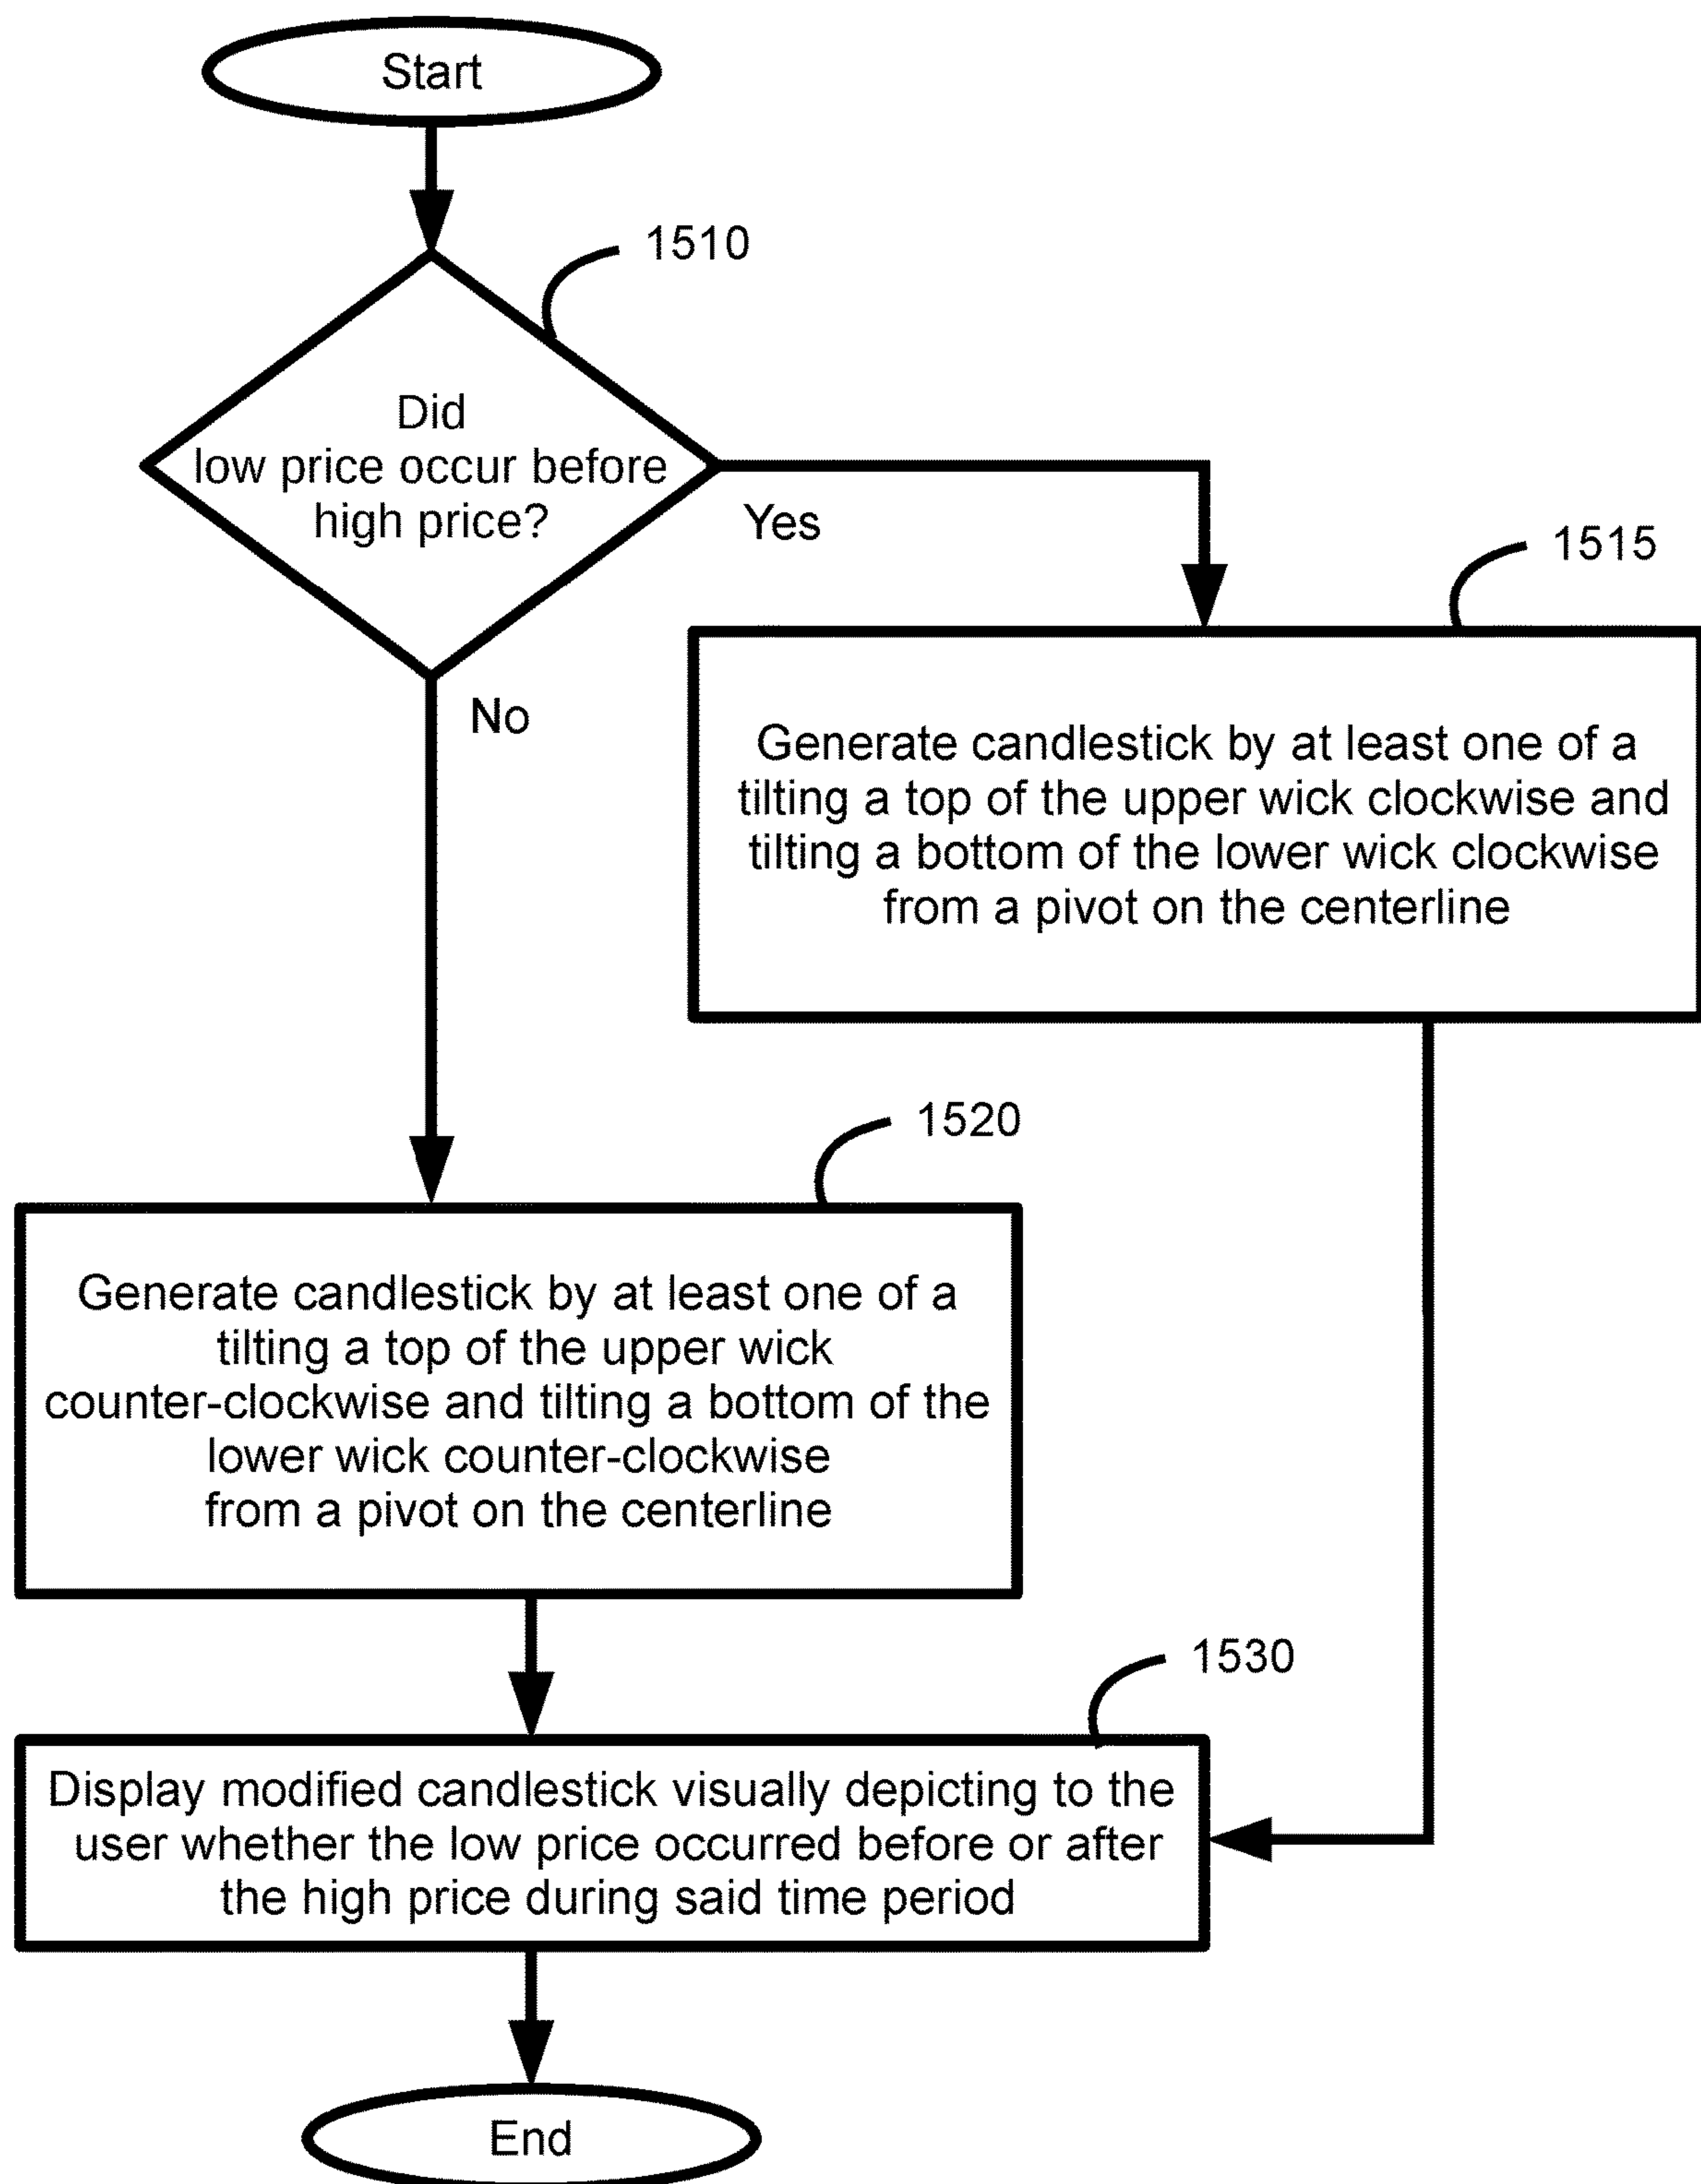 Start
1510
Did
low price occur before
high price?
Yes
No
1515
Generate candlestick by at least one of a
tilting a top of the upper wick clockwise and
tilting a bottom of the lower wick clockwise
from a pivot on the centerline
1520
Generate candlestick by at least one of a
tilting a top of the upper wick
counter-clockwise and tilting a bottom of the
lower wick counter-clockwise
from a pivot on the centerline
1530
Display modified candlestick visually depicting to the
user whether the low price occurred before or after
the high price during said time period
End